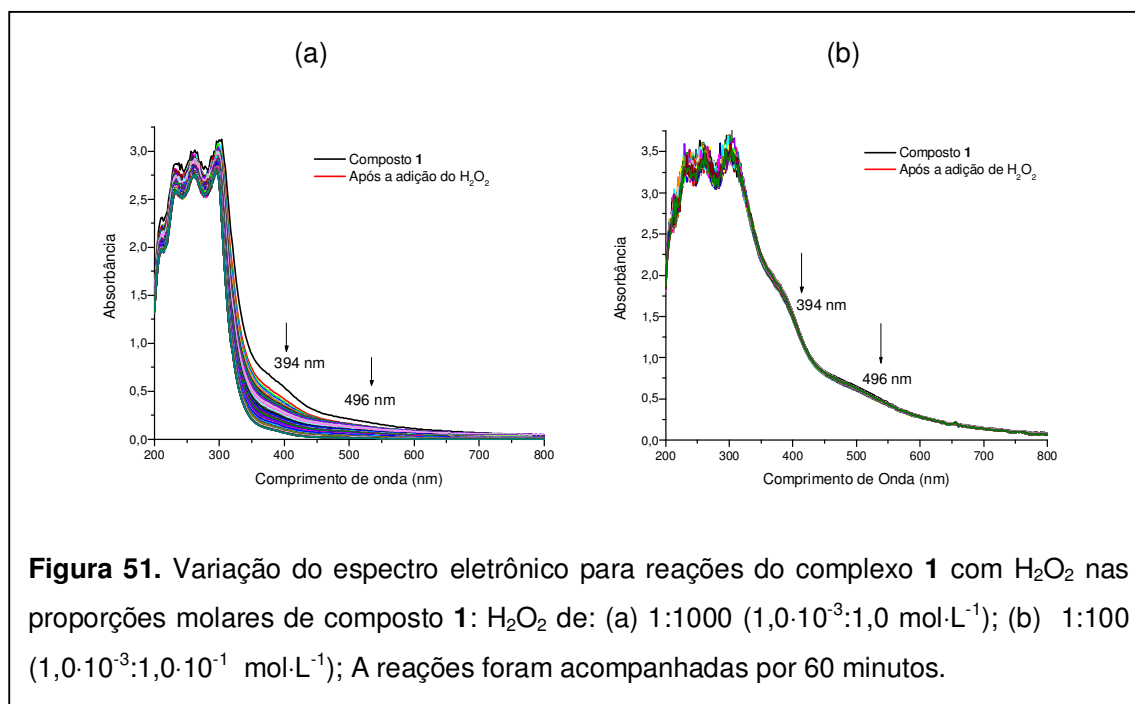 (a)
(b)
3,0
2,5
2,0
1,5
1,0
0,5
0,0
Absorbância
Composto 1
Após a adição do H₂O₂
394 nm
496 nm
200 300 400 500 600 700 800
Comprimento de onda (nm)
3,5
3,0
2,5
2,0
1,5
1,0
0,5
0,0
Absorbância
Composto 1
Após a adição de H₂O₂
394 nm
496 nm
200 300 400 500 600 700 800
Comprimento de Onda (nm)
Figura 51. Variação do espectro eletrônico para reações do complexo 1 com H₂O₂ nas
proporções molares de composto 1: H₂O₂ de: (a) 1:1000 (1,0·10⁻³:1,0 mol·L⁻¹); (b) 1:100
(1,0·10⁻³:1,0·10⁻¹ mol·L⁻¹); A reações foram acompanhadas por 60 minutos.